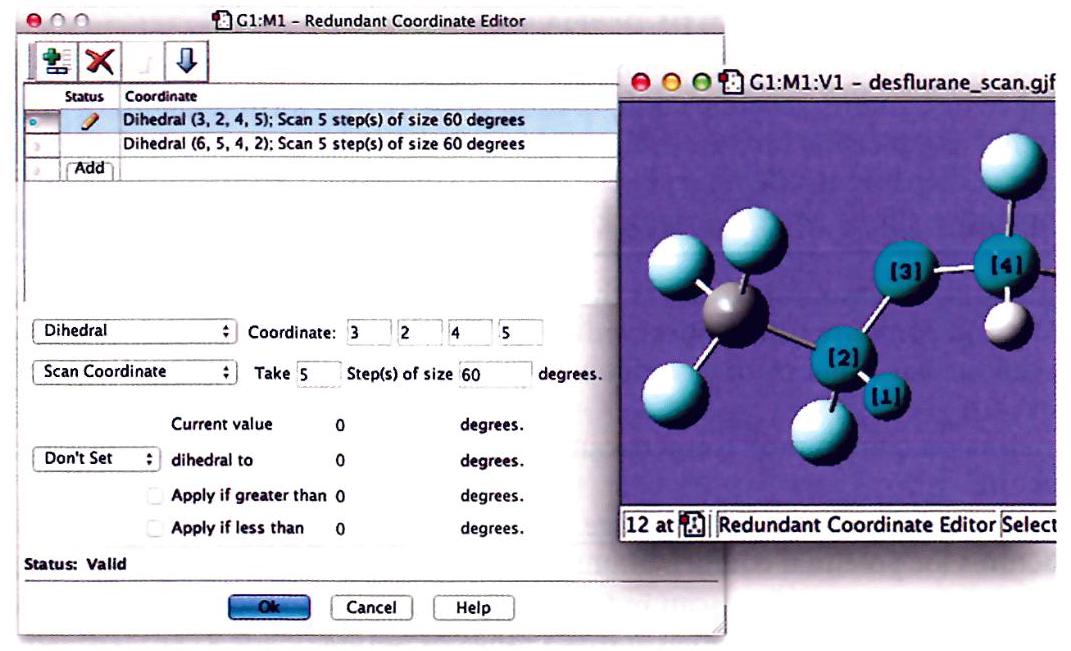 G1:M1 – Redundant Coordinate Editor
Status Coordinate
Dihedral (3, 2, 4, 5); Scan 5 step(s) of size 60 degrees
Dihedral (6, 5, 4, 2); Scan 5 step(s) of size 60 degrees
Add
Dihedral Coordinate: 3 2 4 5
Scan Coordinate Take 5 Step(s) of size 60 degrees.
Current value 0 degrees.
Don't Set dihedral to 0 degrees.
Apply if greater than 0 degrees.
Apply if less than 0 degrees.
Status: Valid
Ok Cancel Help
G1:M1:V1 – desflurane_scan.gjf
[3] [4]
[2]
[1]
12 at Redundant Coordinate Editor Select